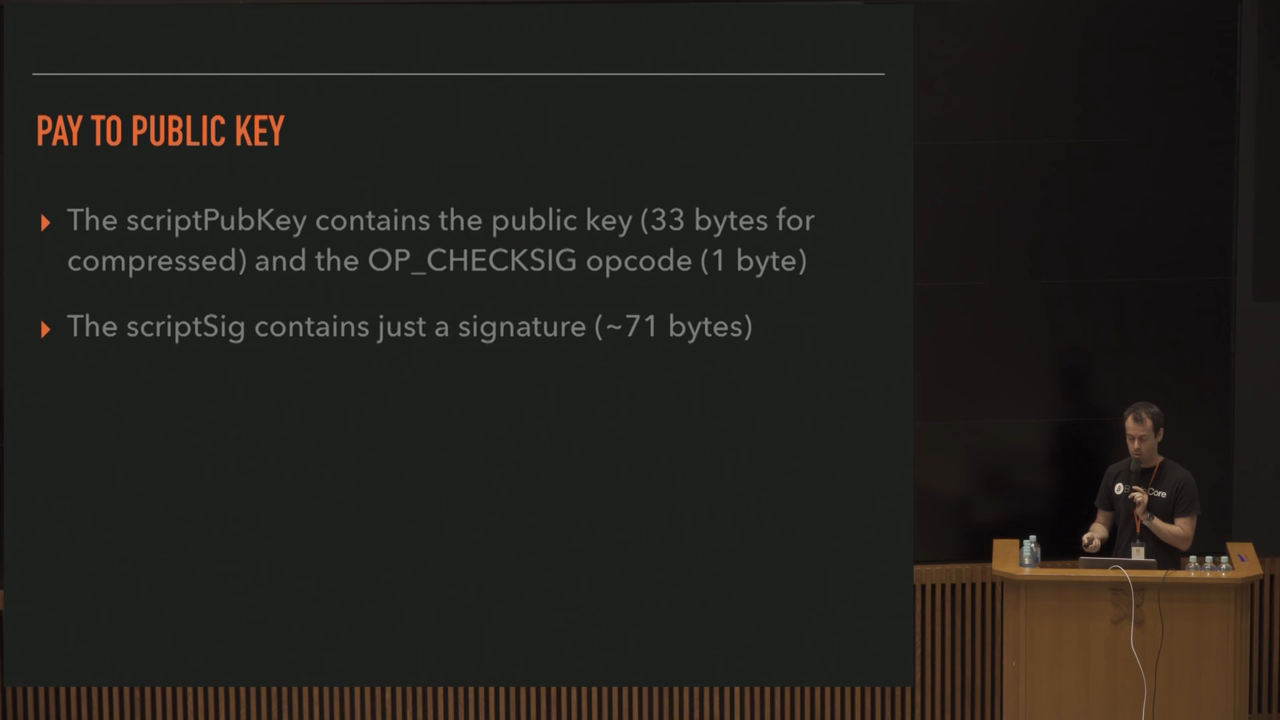 PAY TO PUBLIC KEY
The scriptPubKey contains the public key (33 bytes for
compressed) and the OP_CHECKSIG opcode (1 byte)
The scriptSig contains just a signature (~71 bytes)
Core